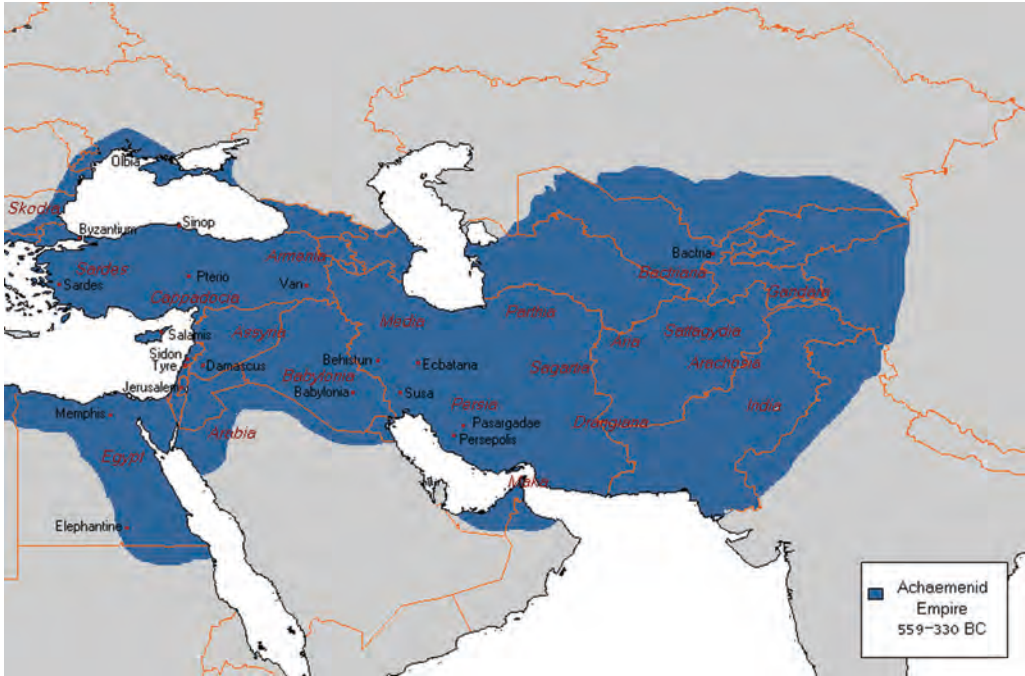 Olbia
Skodra
Byzantium
Sinop
Sardes
Sardes
Pterio
Cappadocia
Armenia
Van
Assyria
Media
Parthia
Bactria
Bactriana
Gandara
Sattagydia
Aria
Arachosia
Salamis
Sidon
Tyre
Damascus
Behistun
Ecbatana
Babylonia
Babylonia
Susa
Sagadia
Jerusalem
Memphis
Arabia
Egypt
Persia
Pasargadae
Persepolis
Drangiana
India
Maka
Elephantine
Achaemenid
Empire
559–330 BC